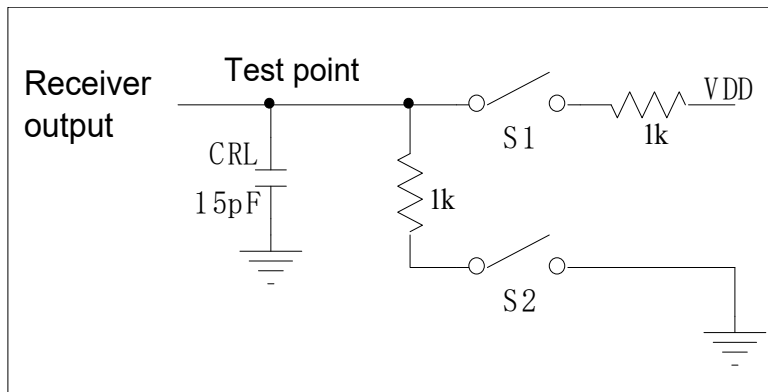 Receiver
output
Test point
CRL
15pF
1k
S1
1k
VDD
S2